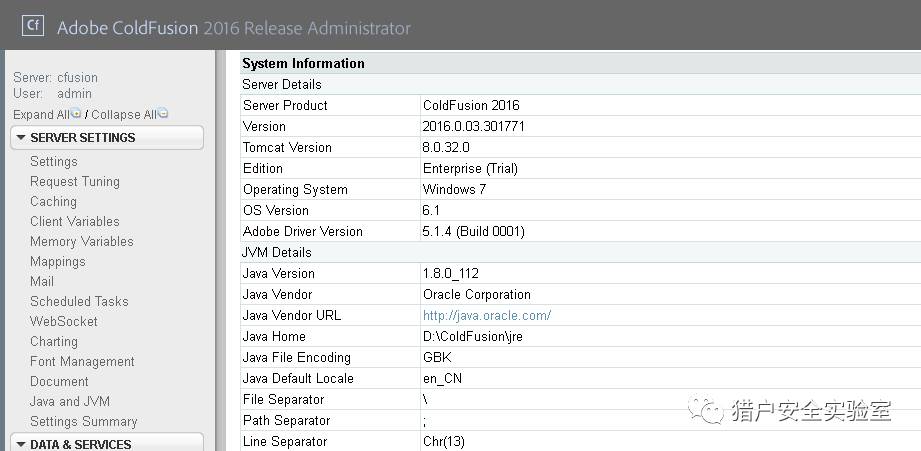 Cf Adobe ColdFusion 2016 Release Administrator
Server: cfusion
User: admin
Expand All / Collapse All
SERVER SETTINGS
Settings
Request Tuning
Caching
Client Variables
Memory Variables
Mappings
Mail
Scheduled Tasks
WebSocket
Charting
Font Management
Document
Java and JVM
Settings Summary
DATA & SERVICES
System Information
Server Details
Server Product ColdFusion 2016
Version 2016.0.03.301771
Tomcat Version 8.0.32.0
Edition Enterprise (Trial)
Operating System Windows 7
OS Version 6.1
Adobe Driver Version 5.1.4 (Build 0001)
JVM Details
Java Version 1.8.0_112
Java Vendor Oracle Corporation
Java Vendor URL http://java.oracle.com/
Java Home D:\ColdFusion\jre
Java File Encoding GBK
Java Default Locale en_CN
File Separator \
Path Separator ;
Line Separator Chr(13)
猎户安全实验室